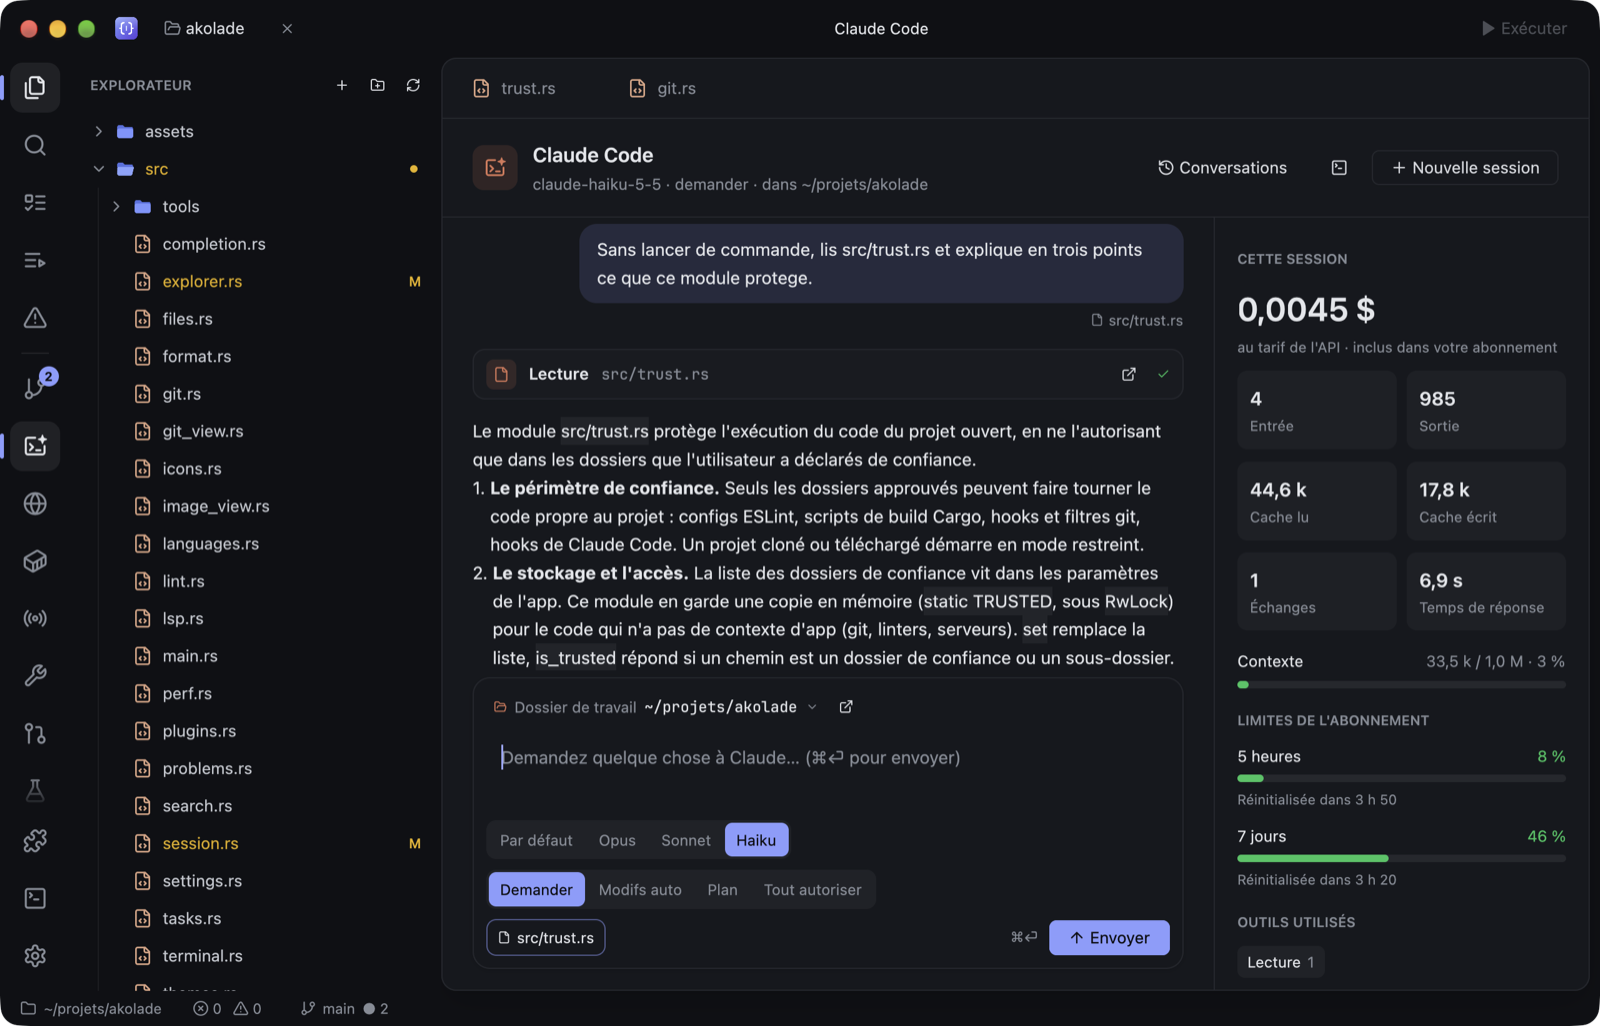 akolade
Claude Code
Exécuter
EXPLORATEUR
assets
src
tools
completion.rs
explorer.rs M
files.rs
format.rs
git.rs
git_view.rs
icons.rs
image_view.rs
languages.rs
lint.rs
lsp.rs
main.rs
perf.rs
plugins.rs
problems.rs
search.rs
session.rs M
settings.rs
tasks.rs
terminal.rs
2
trust.rs
git.rs
Claude Code
claude-haiku-5-5 · demander · dans ~/projets/akolade
Conversations
+ Nouvelle session
Sans lancer de commande, lis src/trust.rs et explique en trois points
ce que ce module protege.
src/trust.rs
Lecture src/trust.rs
Le module src/trust.rs protège l'exécution du code du projet ouvert, en ne l'autorisant
que dans les dossiers que l'utilisateur a déclarés de confiance.
1. Le périmètre de confiance. Seuls les dossiers approuvés peuvent faire tourner le
code propre au projet : configs ESLint, scripts de build Cargo, hooks et filtres git,
hooks de Claude Code. Un projet cloné ou téléchargé démarre en mode restreint.
2. Le stockage et l'accès. La liste des dossiers de confiance vit dans les paramètres
de l'app. Ce module en garde une copie en mémoire (static TRUSTED, sous RwLock)
pour le code qui n'a pas de contexte d'app (git, linters, serveurs). set remplace la
liste, is_trusted répond si un chemin est un dossier de confiance ou un sous-dossier.
Dossier de travail ~/projets/akolade
Demandez quelque chose à Claude... (⌘⏎ pour envoyer)
Par défaut Opus Sonnet Haiku
Demander Modifs auto Plan Tout autoriser
src/trust.rs
⌘⏎
↑ Envoyer
CETTE SESSION
0,0045 $
au tarif de l'API · inclus dans votre abonnement
4
Entrée
985
Sortie
44,6 k
Cache lu
17,8 k
Cache écrit
1
Échanges
6,9 s
Temps de réponse
Contexte 33,5 k / 1,0 M · 3 %
LIMITES DE L'ABONNEMENT
5 heures 8 %
Réinitialisée dans 3 h 50
7 jours 46 %
Réinitialisée dans 3 h 20
OUTILS UTILISÉS
Lecture 1
~/projets/akolade 0 0 main 2